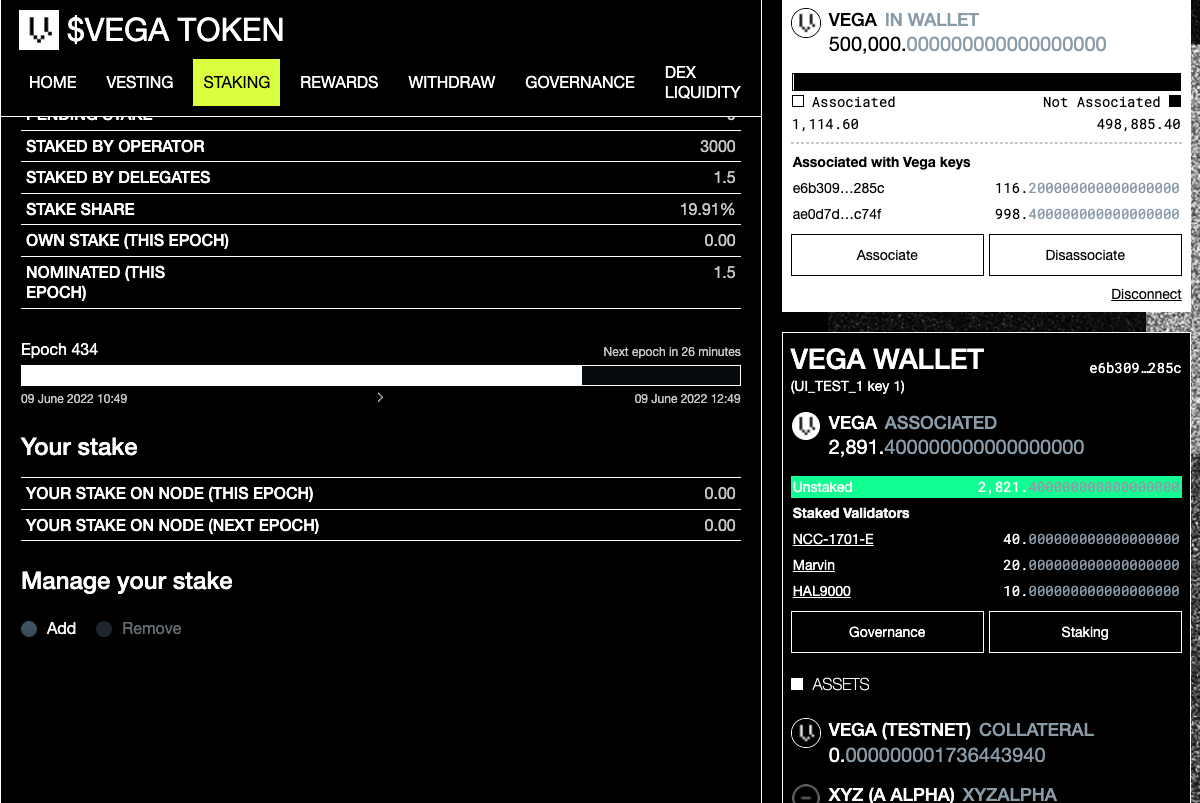 $VEGA TOKEN
HOME VESTING STAKING REWARDS WITHDRAW GOVERNANCE DEX LIQUIDITY
PENDING STAKE
STAKED BY OPERATOR 3000
STAKED BY DELEGATES 1.5
STAKE SHARE 19.91%
OWN STAKE (THIS EPOCH) 0.00
NOMINATED (THIS 1.5
EPOCH)
Epoch 434 Next epoch in 26 minutes
09 June 2022 10:49 09 June 2022 12:49
Your stake
YOUR STAKE ON NODE (THIS EPOCH) 0.00
YOUR STAKE ON NODE (NEXT EPOCH) 0.00
Manage your stake
Add Remove
VEGA IN WALLET
500,000.000000000000000000
Associated Not Associated
1,114.60 498,885.40
Associated with Vega keys
e6b309...285c 116.200000000000000000
ae0d7d...c74f 998.400000000000000000
Associate Disassociate
Disconnect
VEGA WALLET e6b309…285c
(UI_TEST_1 key 1)
VEGA ASSOCIATED
2,891.400000000000000000
Unstaked 2,821.400000000000000000
Staked Validators
NCC-1701-E 40.000000000000000000
Marvin 20.000000000000000000
HAL9000 10.000000000000000000
Governance Staking
ASSETS
VEGA (TESTNET) COLLATERAL
0.000000001736443940
XYZ (A ALPHA) XYZALPHA